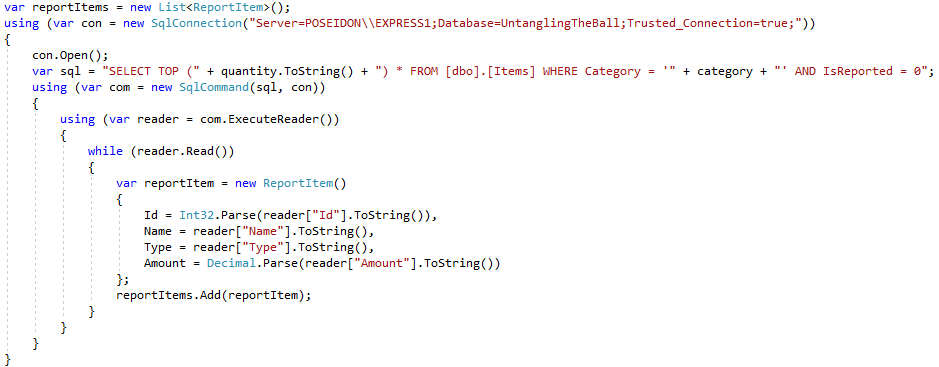 var reportItems = new List<ReportItem>();
using (var con = new SqlConnection("Server=POSEIDON\\EXPRESS1;Database=UntanglingTheBall;Trusted_Connection=true;"))
{
    con.Open();
    var sql = "SELECT TOP (" + quantity.ToString() + ") * FROM [dbo].[Items] WHERE Category = '" + category + "' AND IsReported = 0";
    using (var com = new SqlCommand(sql, con))
    {
        using (var reader = com.ExecuteReader())
        {
            while (reader.Read())
            {
                var reportItem = new ReportItem()
                {
                    Id = Int32.Parse(reader["Id"].ToString()),
                    Name = reader["Name"].ToString(),
                    Type = reader["Type"].ToString(),
                    Amount = Decimal.Parse(reader["Amount"].ToString())
                };
                reportItems.Add(reportItem);
            }
        }
    }
}